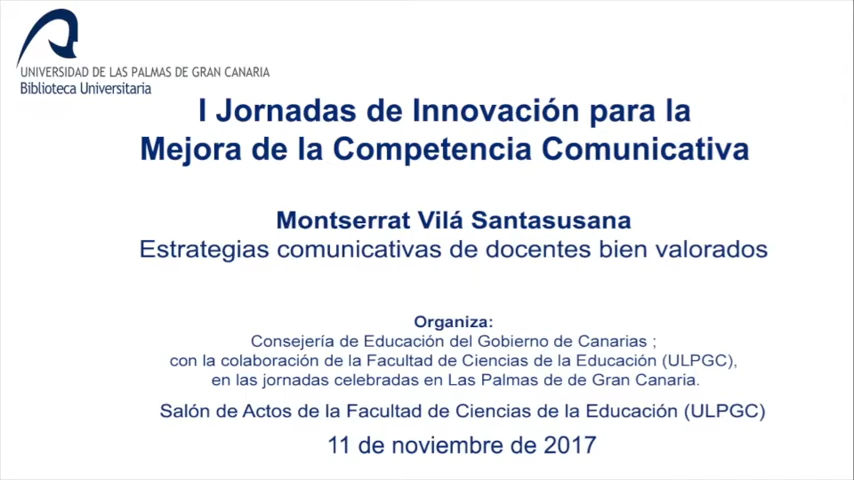 UNIVERSIDAD DE LAS PALMAS DE GRAN CANARIA
Biblioteca Universitaria
I Jornadas de Innovación para la
Mejora de la Competencia Comunicativa
Montserrat Vilá Santasusana
Estrategias comunicativas de docentes bien valorados
Organiza:
Consejería de Educación del Gobierno de Canarias ;
con la colaboración de la Facultad de Ciencias de la Educación (ULPGC),
en las jornadas celebradas en Las Palmas de de Gran Canaria.
Salón de Actos de la Facultad de Ciencias de la Educación (ULPGC)
11 de noviembre de 2017